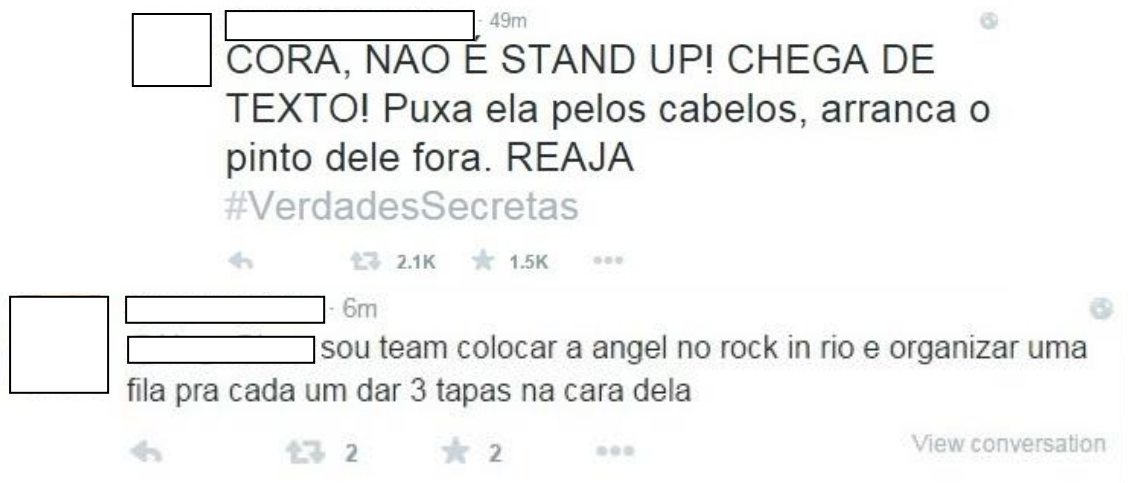 · 49m
CORA, NAO É STAND UP! CHEGA DE
TEXTO! Puxa ela pelos cabelos, arranca o
pinto dele fora. REAJA
#VerdadesSecretas
2.1K 1.5K
· 6m
sou team colocar a angel no rock in rio e organizar uma
fila pra cada um dar 3 tapas na cara dela
2 2
View conversation